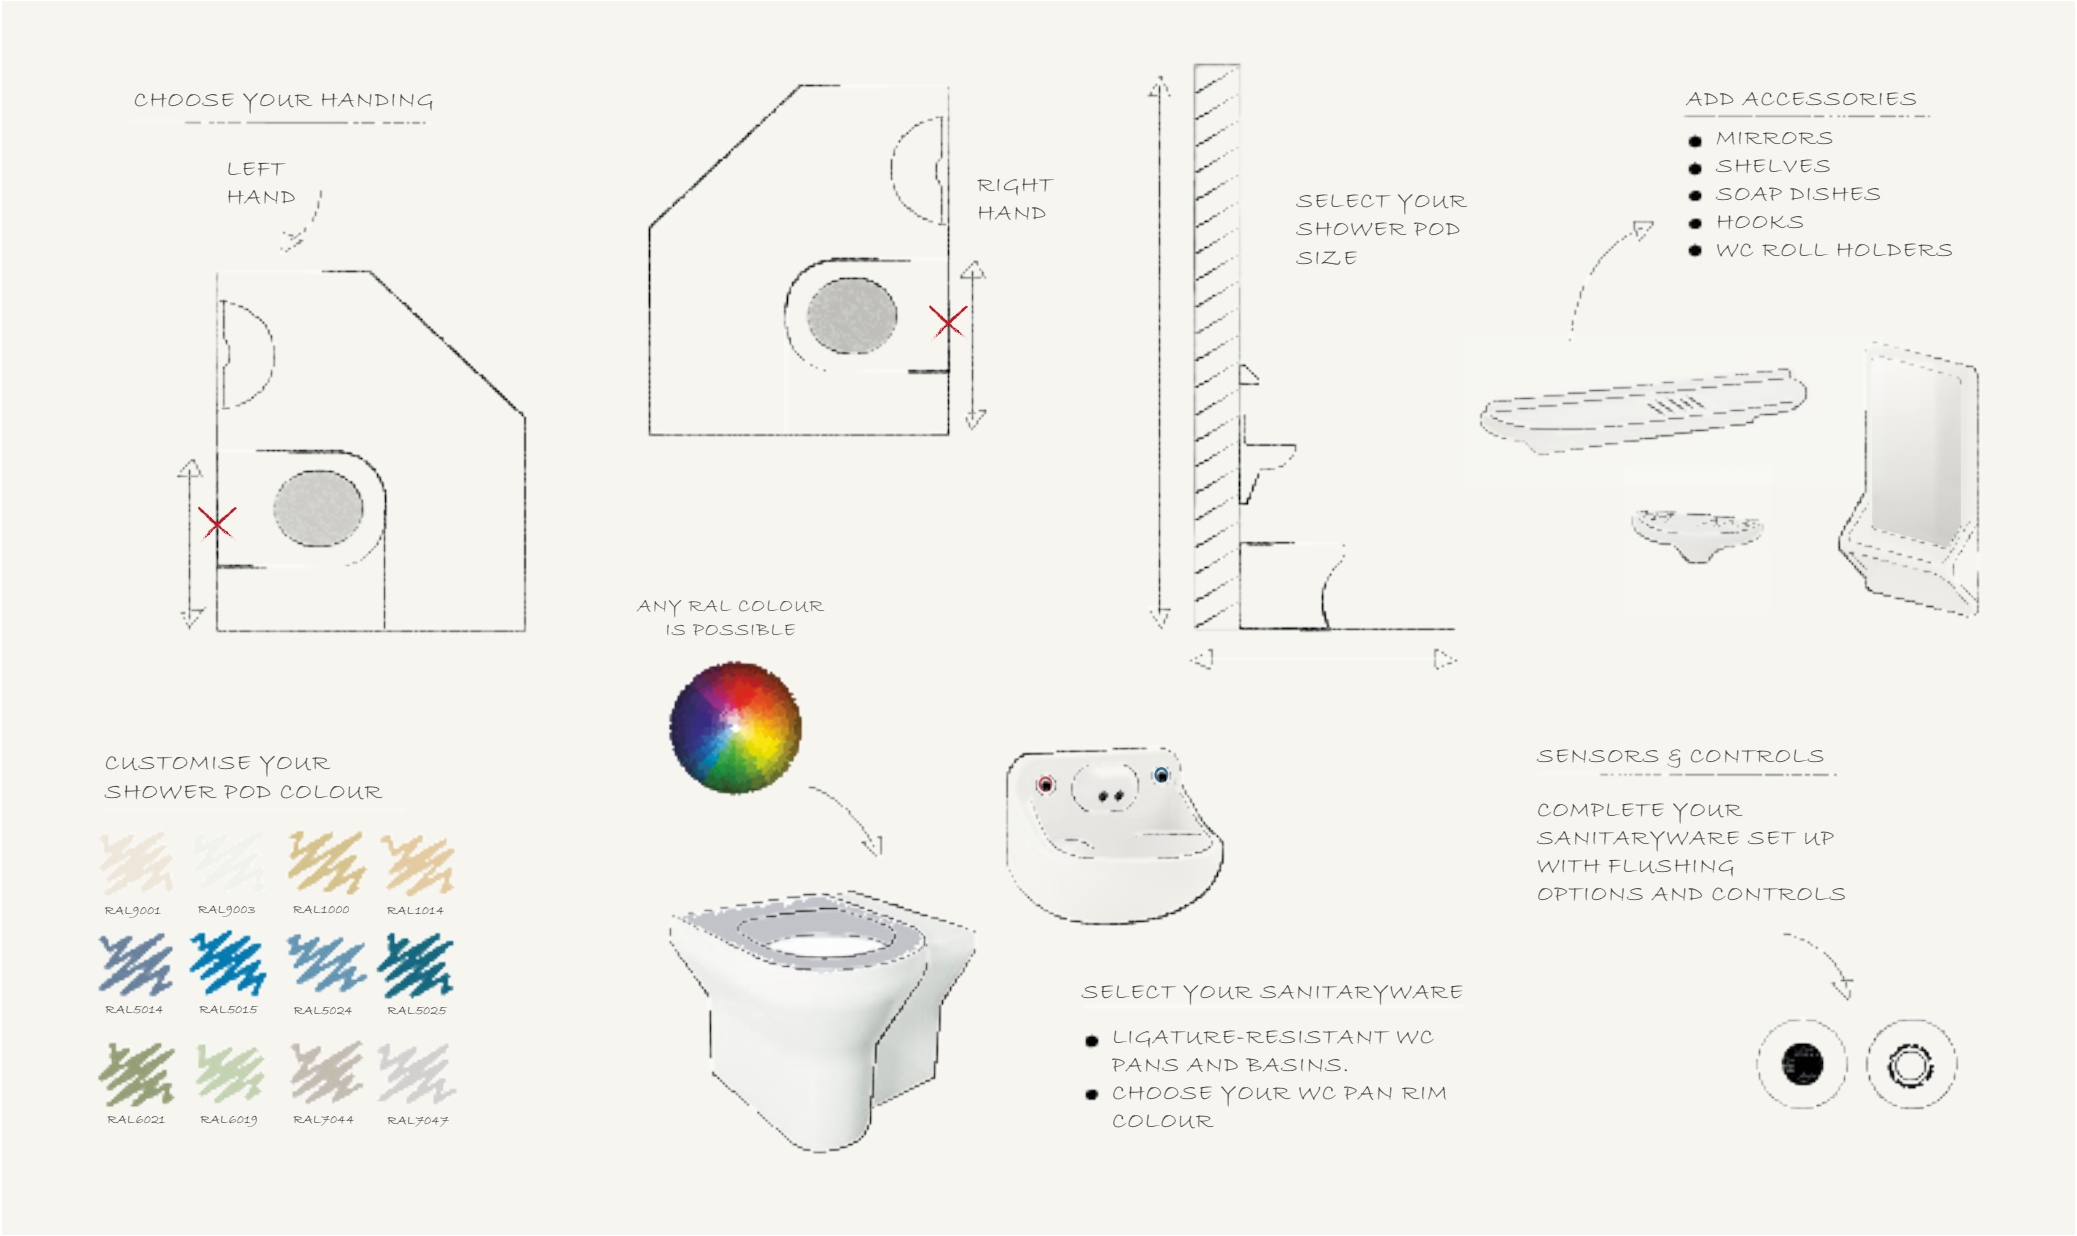 CHOOSE YOUR HANDING
LEFT
HAND
RIGHT
HAND
SELECT YOUR
SHOWER POD
SIZE
ADD ACCESSORIES
MIRRORS
SHELVES
SOAP DISHES
HOOKS
WC ROLL HOLDERS
ANY RAL COLOUR
IS POSSIBLE
CUSTOMISE YOUR
SHOWER POD COLOUR
RAL9001 RAL9003 RAL1000 RAL1014
RAL5014 RAL5015 RAL5024 RAL5025
RAL6021 RAL6019 RAL7044 RAL7047
SELECT YOUR SANITARYWARE
LIGATURE-RESISTANT WC
PANS AND BASINS.
CHOOSE YOUR WC PAN RIM
COLOUR
SENSORS & CONTROLS
COMPLETE YOUR
SANITARYWARE SET UP
WITH FLUSHING
OPTIONS AND CONTROLS